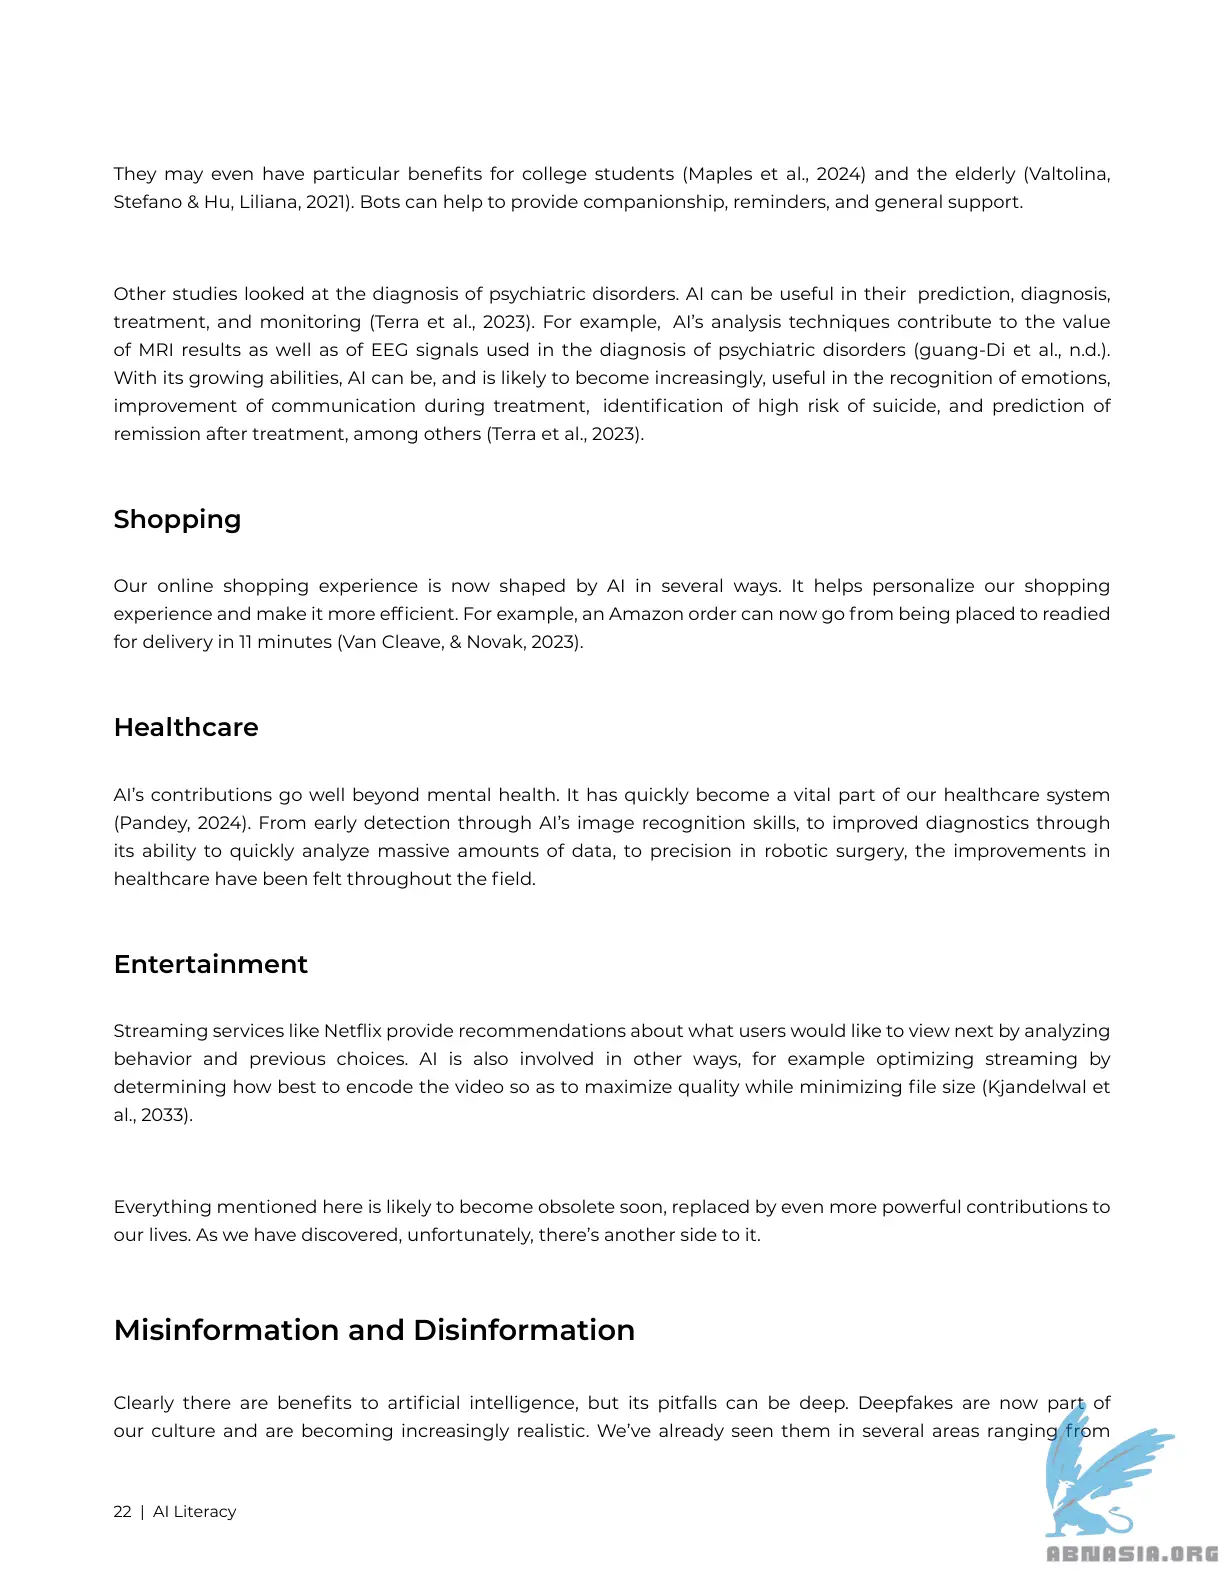 They may even have particular benefits for college students (Maples et al., 2024) and the elderly (Valtolina,
Stefano & Hu, Liliana, 2021). Bots can help to provide companionship, reminders, and general support.
Other studies looked at the diagnosis of psychiatric disorders. AI can be useful in their prediction, diagnosis,
treatment, and monitoring (Terra et al., 2023). For example, AI’s analysis techniques contribute to the value
of MRI results as well as of EEG signals used in the diagnosis of psychiatric disorders (guang-Di et al., n.d.).
With its growing abilities, AI can be, and is likely to become increasingly, useful in the recognition of emotions,
improvement of communication during treatment, identification of high risk of suicide, and prediction of
remission after treatment, among others (Terra et al., 2023).
Shopping
Our online shopping experience is now shaped by AI in several ways. It helps personalize our shopping
experience and make it more efficient. For example, an Amazon order can now go from being placed to readied
for delivery in 11 minutes (Van Cleave, & Novak, 2023).
Healthcare
AI’s contributions go well beyond mental health. It has quickly become a vital part of our healthcare system
(Pandey, 2024). From early detection through AI’s image recognition skills, to improved diagnostics through
its ability to quickly analyze massive amounts of data, to precision in robotic surgery, the improvements in
healthcare have been felt throughout the field.
Entertainment
Streaming services like Netflix provide recommendations about what users would like to view next by analyzing
behavior and previous choices. AI is also involved in other ways, for example optimizing streaming by
determining how best to encode the video so as to maximize quality while minimizing file size (Kjandelwal et
al., 2033).
Everything mentioned here is likely to become obsolete soon, replaced by even more powerful contributions to
our lives. As we have discovered, unfortunately, there’s another side to it.
Misinformation and Disinformation
Clearly there are benefits to artificial intelligence, but its pitfalls can be deep. Deepfakes are now part of
our culture and are becoming increasingly realistic. We’ve already seen them in several areas ranging from
22 | AI Literacy
ABNASIA.ORG